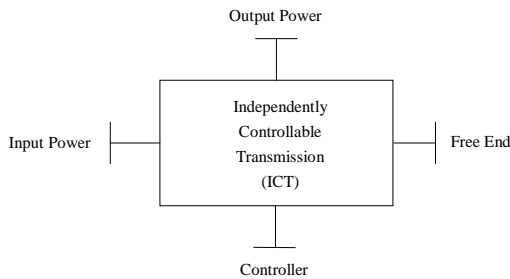 Output Power
Independently
Controllable
Transmission
(ICT)
Input Power
Free End
Controller